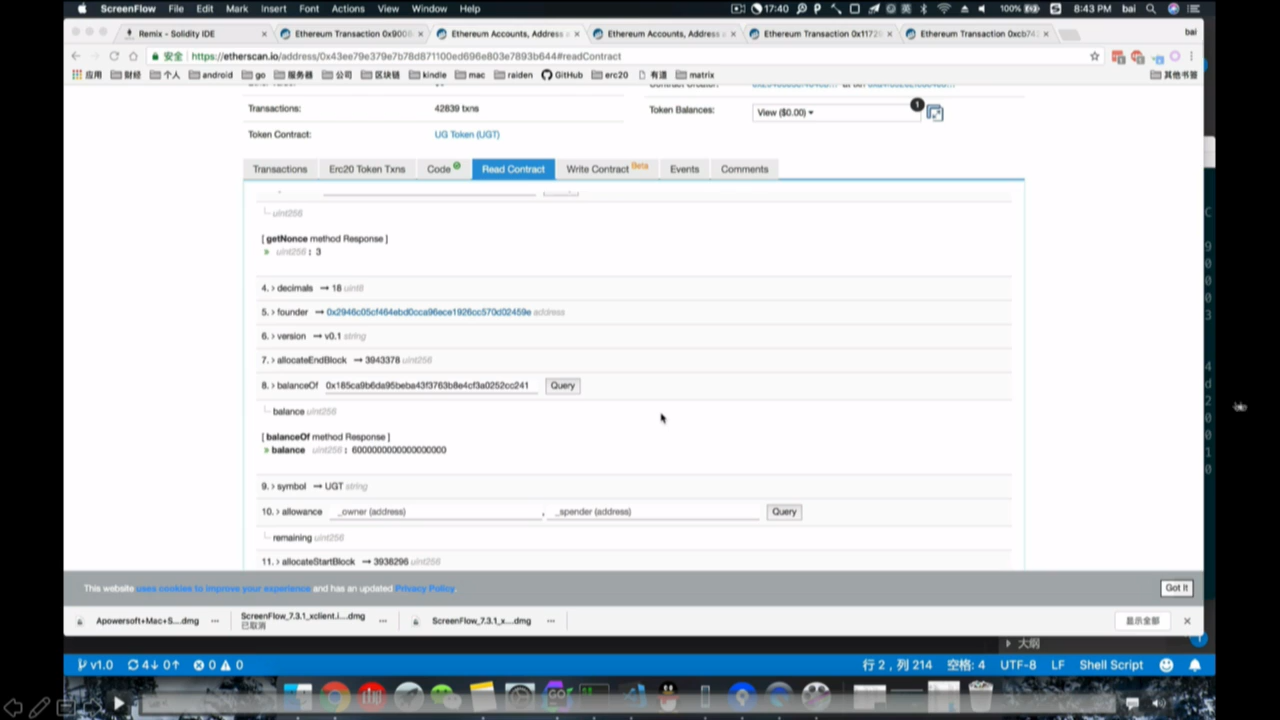 ScreenFlow File Edit Mark Insert Font Actions View Window Help 17:40 100% 8:43 PM bai
Remix - Solidity IDE × Ethereum Transaction 0x9008 × Ethereum Accounts, Address a × Ethereum Accounts, Address a × Ethereum Transaction 0x1172 × Ethereum Transaction 0xcb74 × bai
安全 https://etherscan.io/address/0x43ee79e379e7b78d871100ed696e803e7893b644#readContract
应用 财经 个人 android go 服务器 公司 区块链 kindle mac raiden GitHub erc20 有道 matrix 其他书签
Transactions: 42839 txns
Token Balances: View ($0.00) 1
Token Contract: UG Token (UGT)
Transactions Erc20 Token Txns Code Read Contract Write Contract Beta Events Comments
uint256
[ getNonce method Response ]
» uint256 : 3
4. › decimals → 18 uint8
5. › founder → 0x2946c05cf464ebd0cca96ece1926cc570d02459e address
6. › version → v0.1 string
7. › allocateEndBlock → 3943378 uint256
8. › balanceOf 0x185ca9b6da95beba43f3763b8e4cf3a0252cc241 Query
balance uint256
[ balanceOf method Response ]
» balance uint256 : 6000000000000000000
9. › symbol → UGT string
10. › allowance _owner (address) , _spender (address) Query
remaining uint256
11. › allocateStartBlock → 3938296 uint256
This website uses cookies to improve your experience and has an updated Privacy Policy. Got It
Apowersoft+Mac+S....dmg ScreenFlow_7.3.1_xclient.i....dmg ScreenFlow_7.3.1_x....dmg 显示全部 ×
已取消
大纲
v1.0 4↓ 0↑ 0 0 行 2，列 214 空格: 4 UTF-8 LF Shell Script